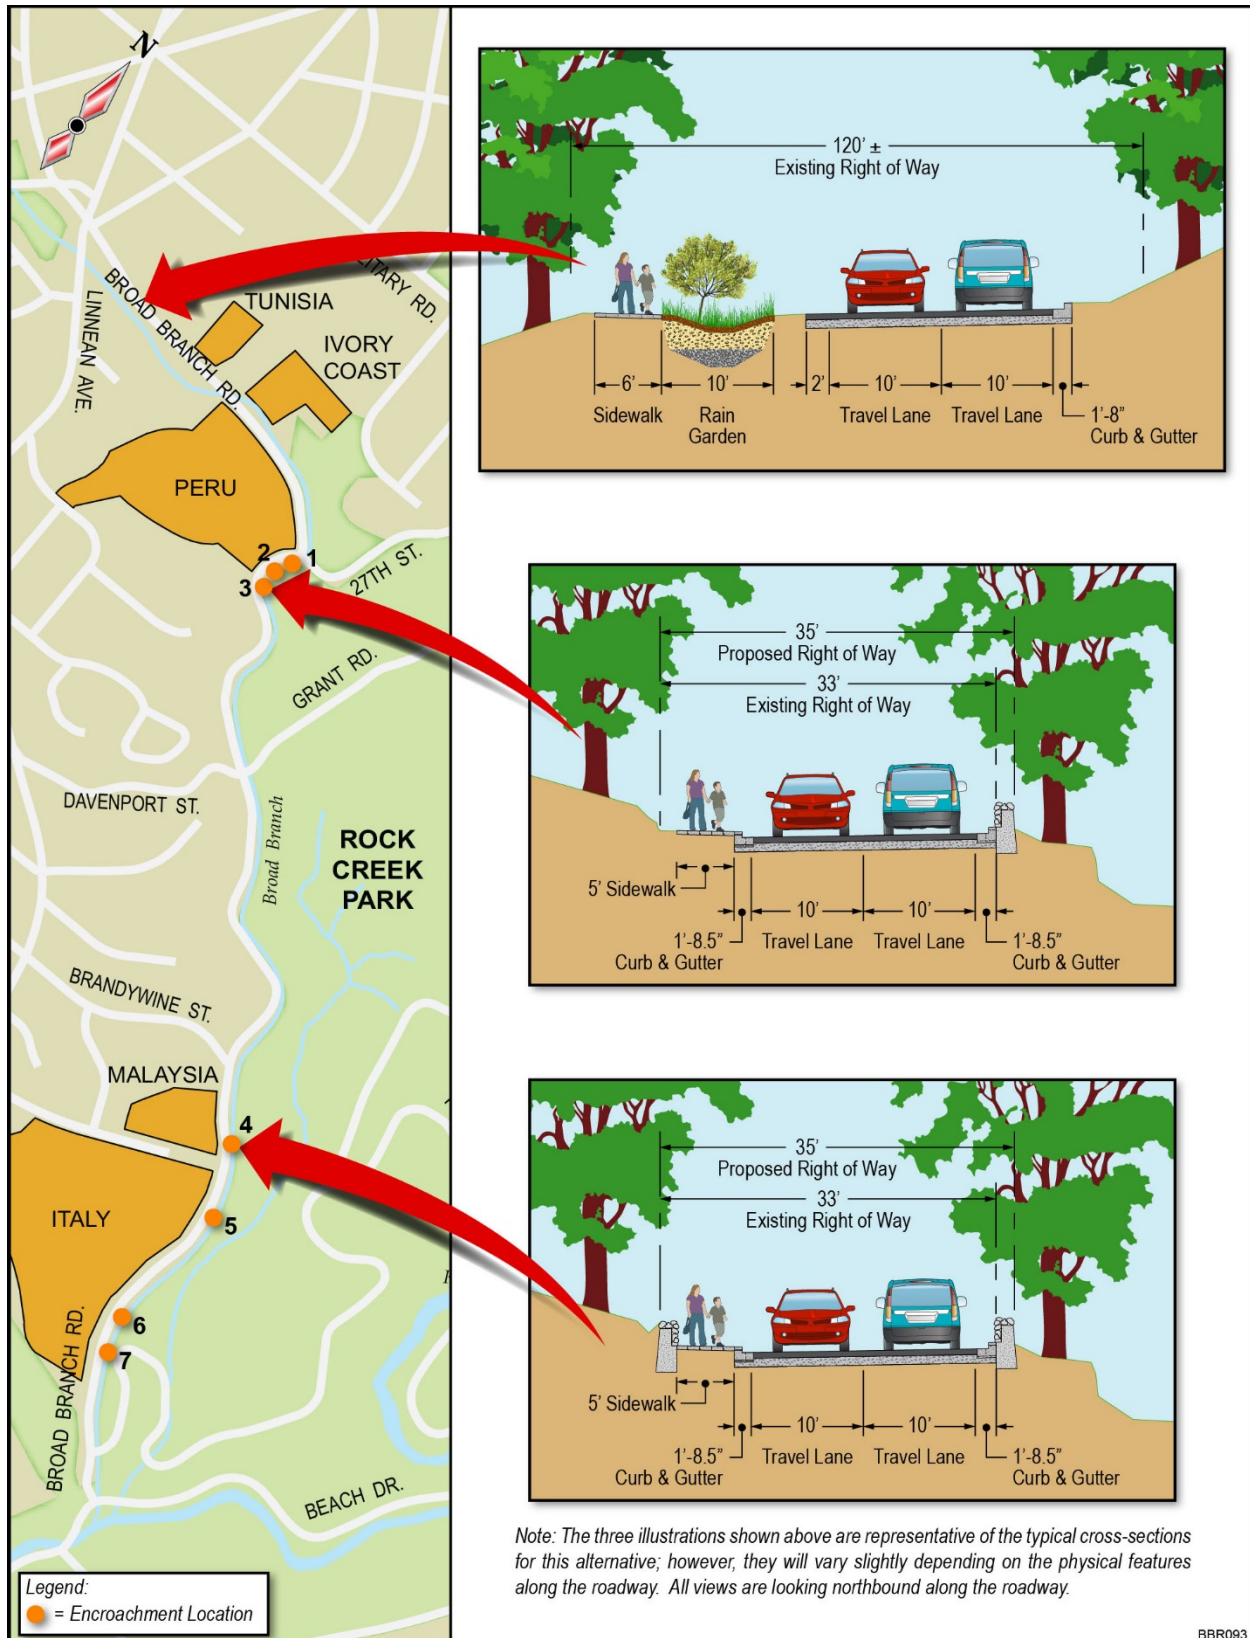 N
LINNEAN AVE.
BROAD BRANCH RD.
TUNISIA
LITARY RD.
IVORY
COAST
PERU
1
2
3
27TH ST.
GRANT RD.
DAVENPORT ST.
Broad Branch
ROCK
CREEK
PARK
BRANDYWINE ST.
MALAYSIA
4
ITALY
5
6
7
BROAD BRANCH RD.
BEACH DR.
Legend:
= Encroachment Location
120' ±
Existing Right of Way
6' 10' 2' 10' 10'
Sidewalk Rain Travel Lane Travel Lane 1'-8"
Garden Curb & Gutter
35'
Proposed Right of Way
33'
Existing Right of Way
5' Sidewalk
10' 10'
1'-8.5" Travel Lane Travel Lane 1'-8.5"
Curb & Gutter Curb & Gutter
35'
Proposed Right of Way
33'
Existing Right of Way
5' Sidewalk
10' 10'
1'-8.5" Travel Lane Travel Lane 1'-8.5"
Curb & Gutter Curb & Gutter
Note: The three illustrations shown above are representative of the typical cross-sections
for this alternative; however, they will vary slightly depending on the physical features
along the roadway. All views are looking northbound along the roadway.
BBR093